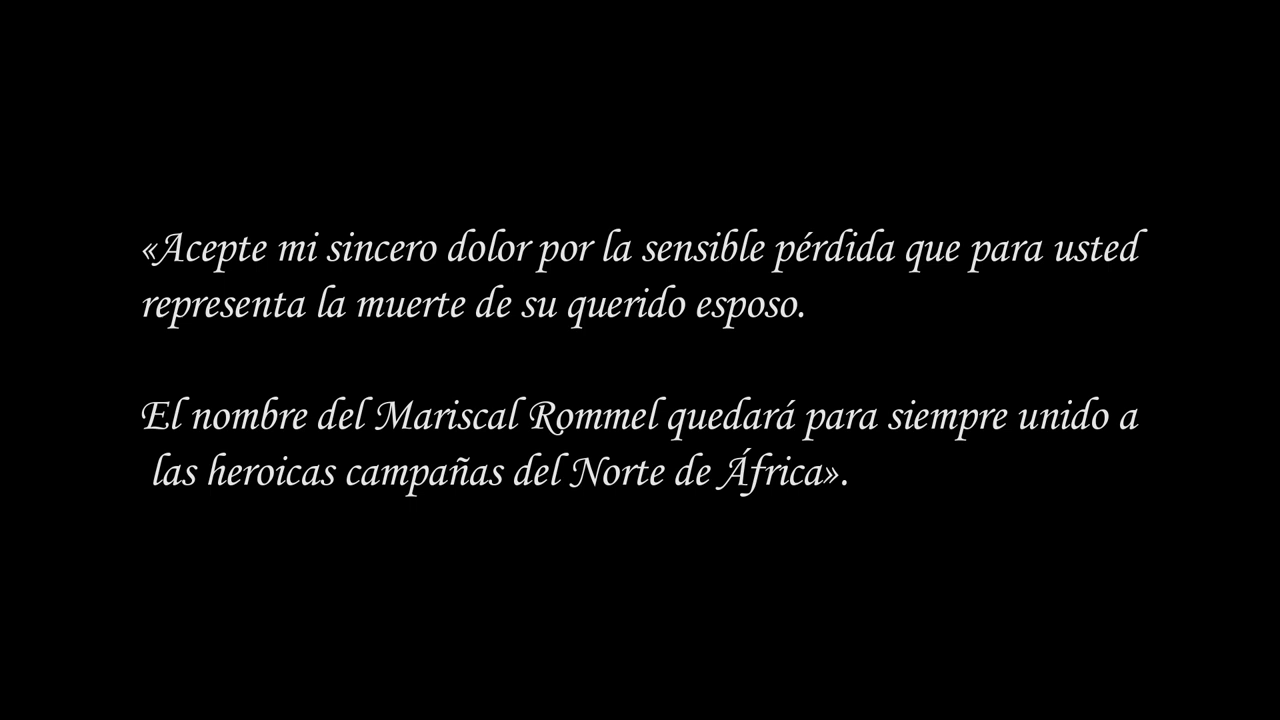 «Acepte mi sincero dolor por la sensible pérdida que para usted
representa la muerte de su querido esposo.
El nombre del Mariscal Rommel quedará para siempre unido a
las heroicas campañas del Norte de África».